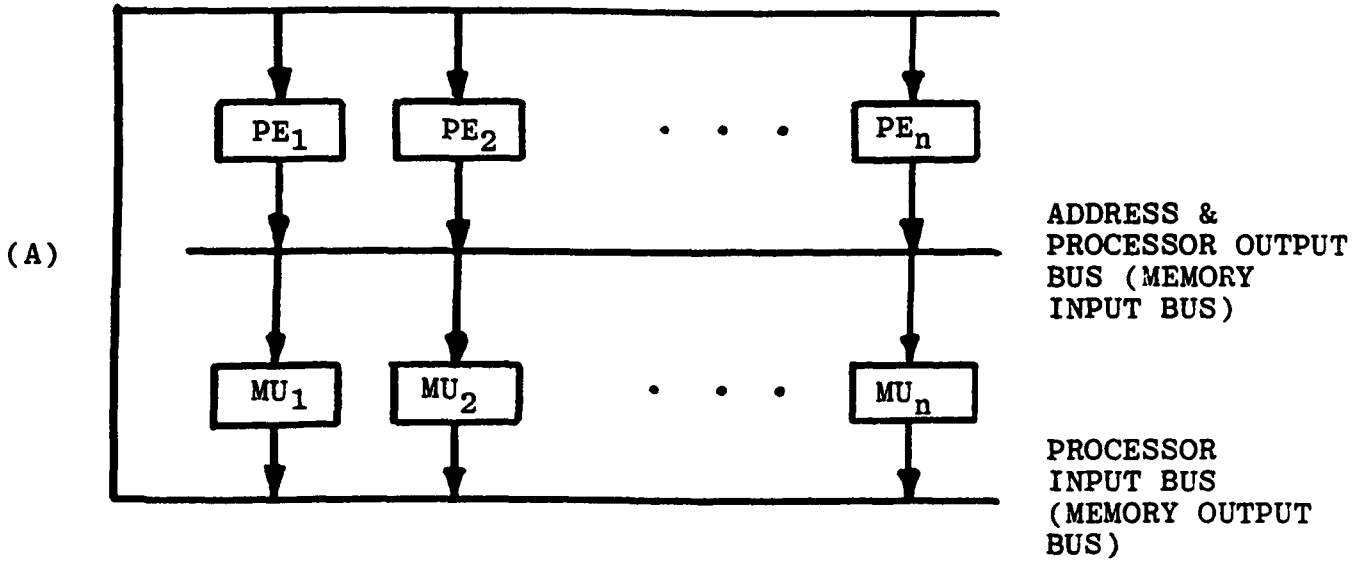 PE1 PE2 . . . PEn
(A)
ADDRESS &
PROCESSOR OUTPUT
BUS (MEMORY
INPUT BUS)
MU1 MU2 . . . MUn
PROCESSOR
INPUT BUS
(MEMORY OUTPUT
BUS)